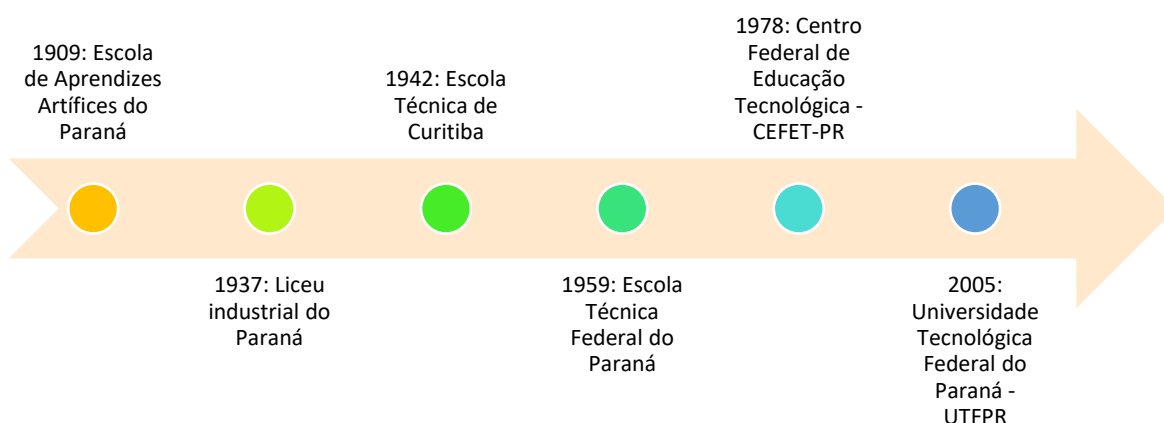 1909: Escola
de Aprendizes
Artífices do
Paraná
1937: Liceu
industrial do
Paraná
1942: Escola
Técnica de
Curitiba
1959: Escola
Técnica
Federal do
Paraná
1978: Centro
Federal de
Educação
Tecnológica -
CEFET-PR
2005:
Universidade
Tecnológica
Federal do
Paraná -
UTFPR